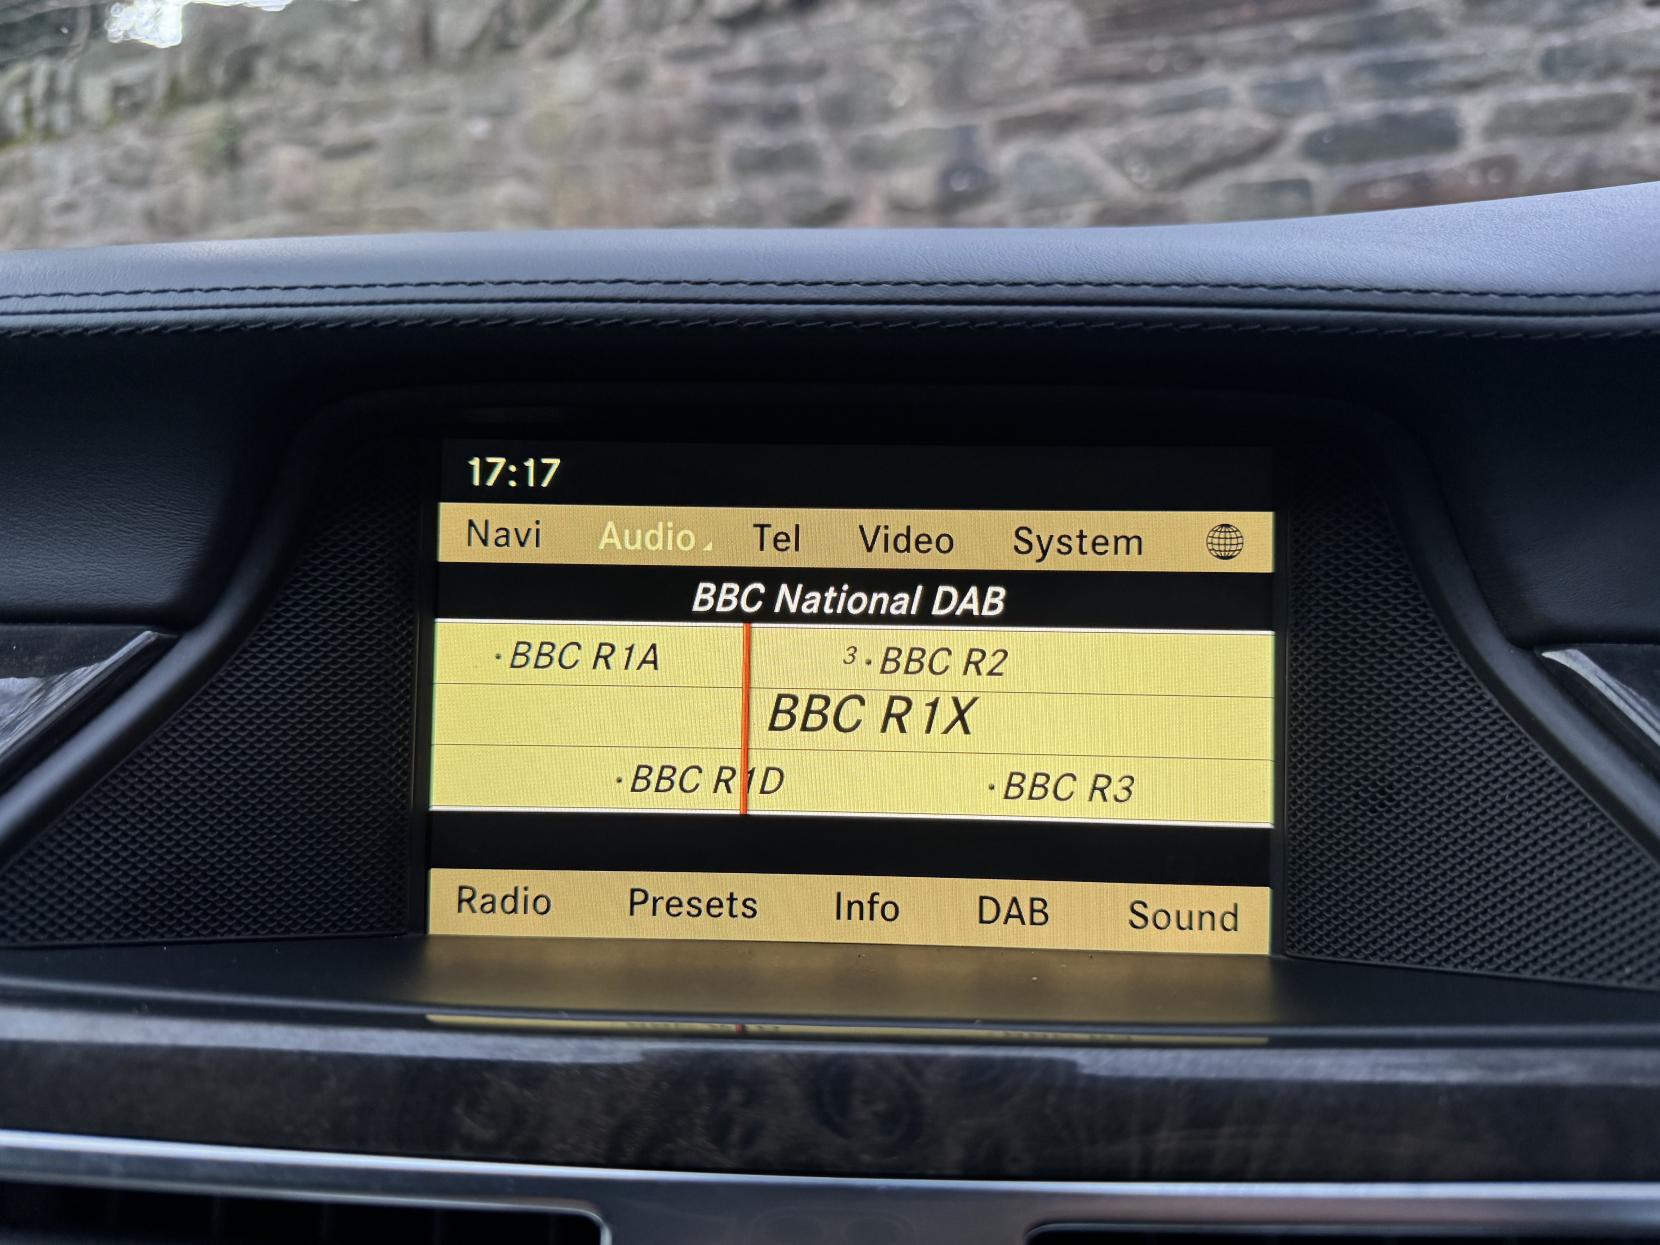 17:17
Navi Audio Tel Video System
BBC National DAB
·BBC R1A 3·BBC R2
BBC R1X
·BBC R1D ·BBC R3
Radio Presets Info DAB Sound